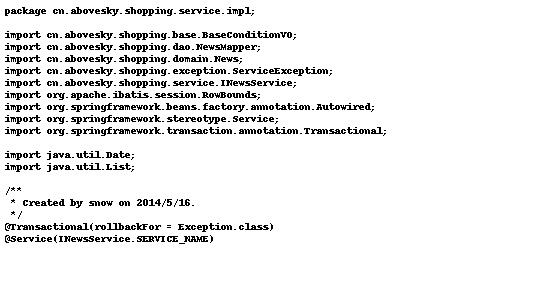 package cn.abovesky.shopping.service.impl;
import cn.abovesky.shopping.base.BaseConditionVO;
import cn.abovesky.shopping.dao.NewsMapper;
import cn.abovesky.shopping.domain.News;
import cn.abovesky.shopping.exception.ServiceException;
import cn.abovesky.shopping.service.INewsService;
import org.apache.ibatis.session.RowBounds;
import org.springframework.beans.factory.annotation.Autowired;
import org.springframework.stereotype.Service;
import org.springframework.transaction.annotation.Transactional;
import java.util.Date;
import java.util.List;
/**
 * Created by snow on 2014/5/16.
 */
@Transactional(rollbackFor = Exception.class)
@Service(INewsService.SERVICE_NAME)